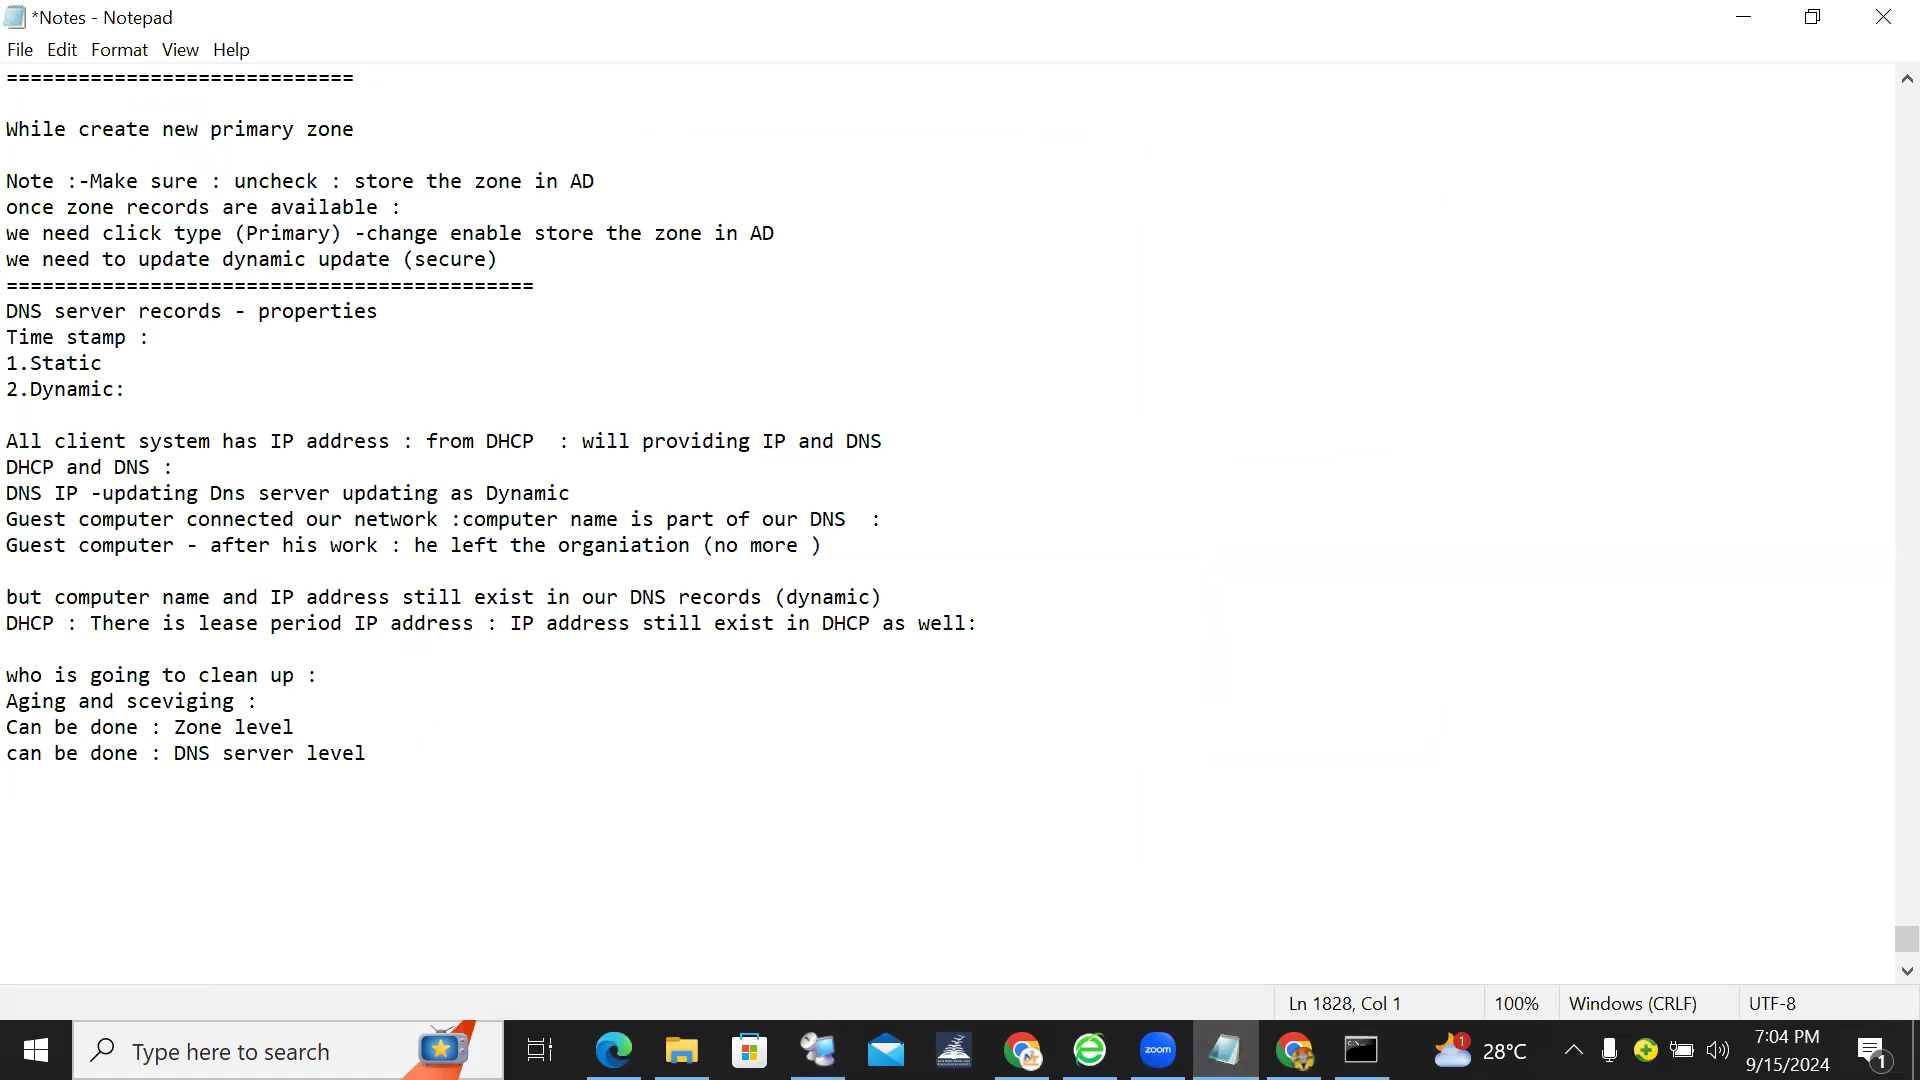 *Notes - Notepad
File Edit Format View Help
=============================
While create new primary zone
Note :-Make sure : uncheck : store the zone in AD
once zone records are available :
we need click type (Primary) -change enable store the zone in AD
we need to update dynamic update (secure)
============================================
DNS server records - properties
Time stamp :
1.Static
2.Dynamic:
All client system has IP address : from DHCP  : will providing IP and DNS
DHCP and DNS :
DNS IP -updating Dns server updating as Dynamic
Guest computer connected our network :computer name is part of our DNS  :
Guest computer - after his work : he left the organiation (no more )
but computer name and IP address still exist in our DNS records (dynamic)
DHCP : There is lease period IP address : IP address still exist in DHCP as well:
who is going to clean up :
Aging and sceviging :
Can be done : Zone level
can be done : DNS server level
Ln 1828, Col 1 100% Windows (CRLF) UTF-8
Type here to search zoom 1 28°C 7:04 PM
9/15/2024 1